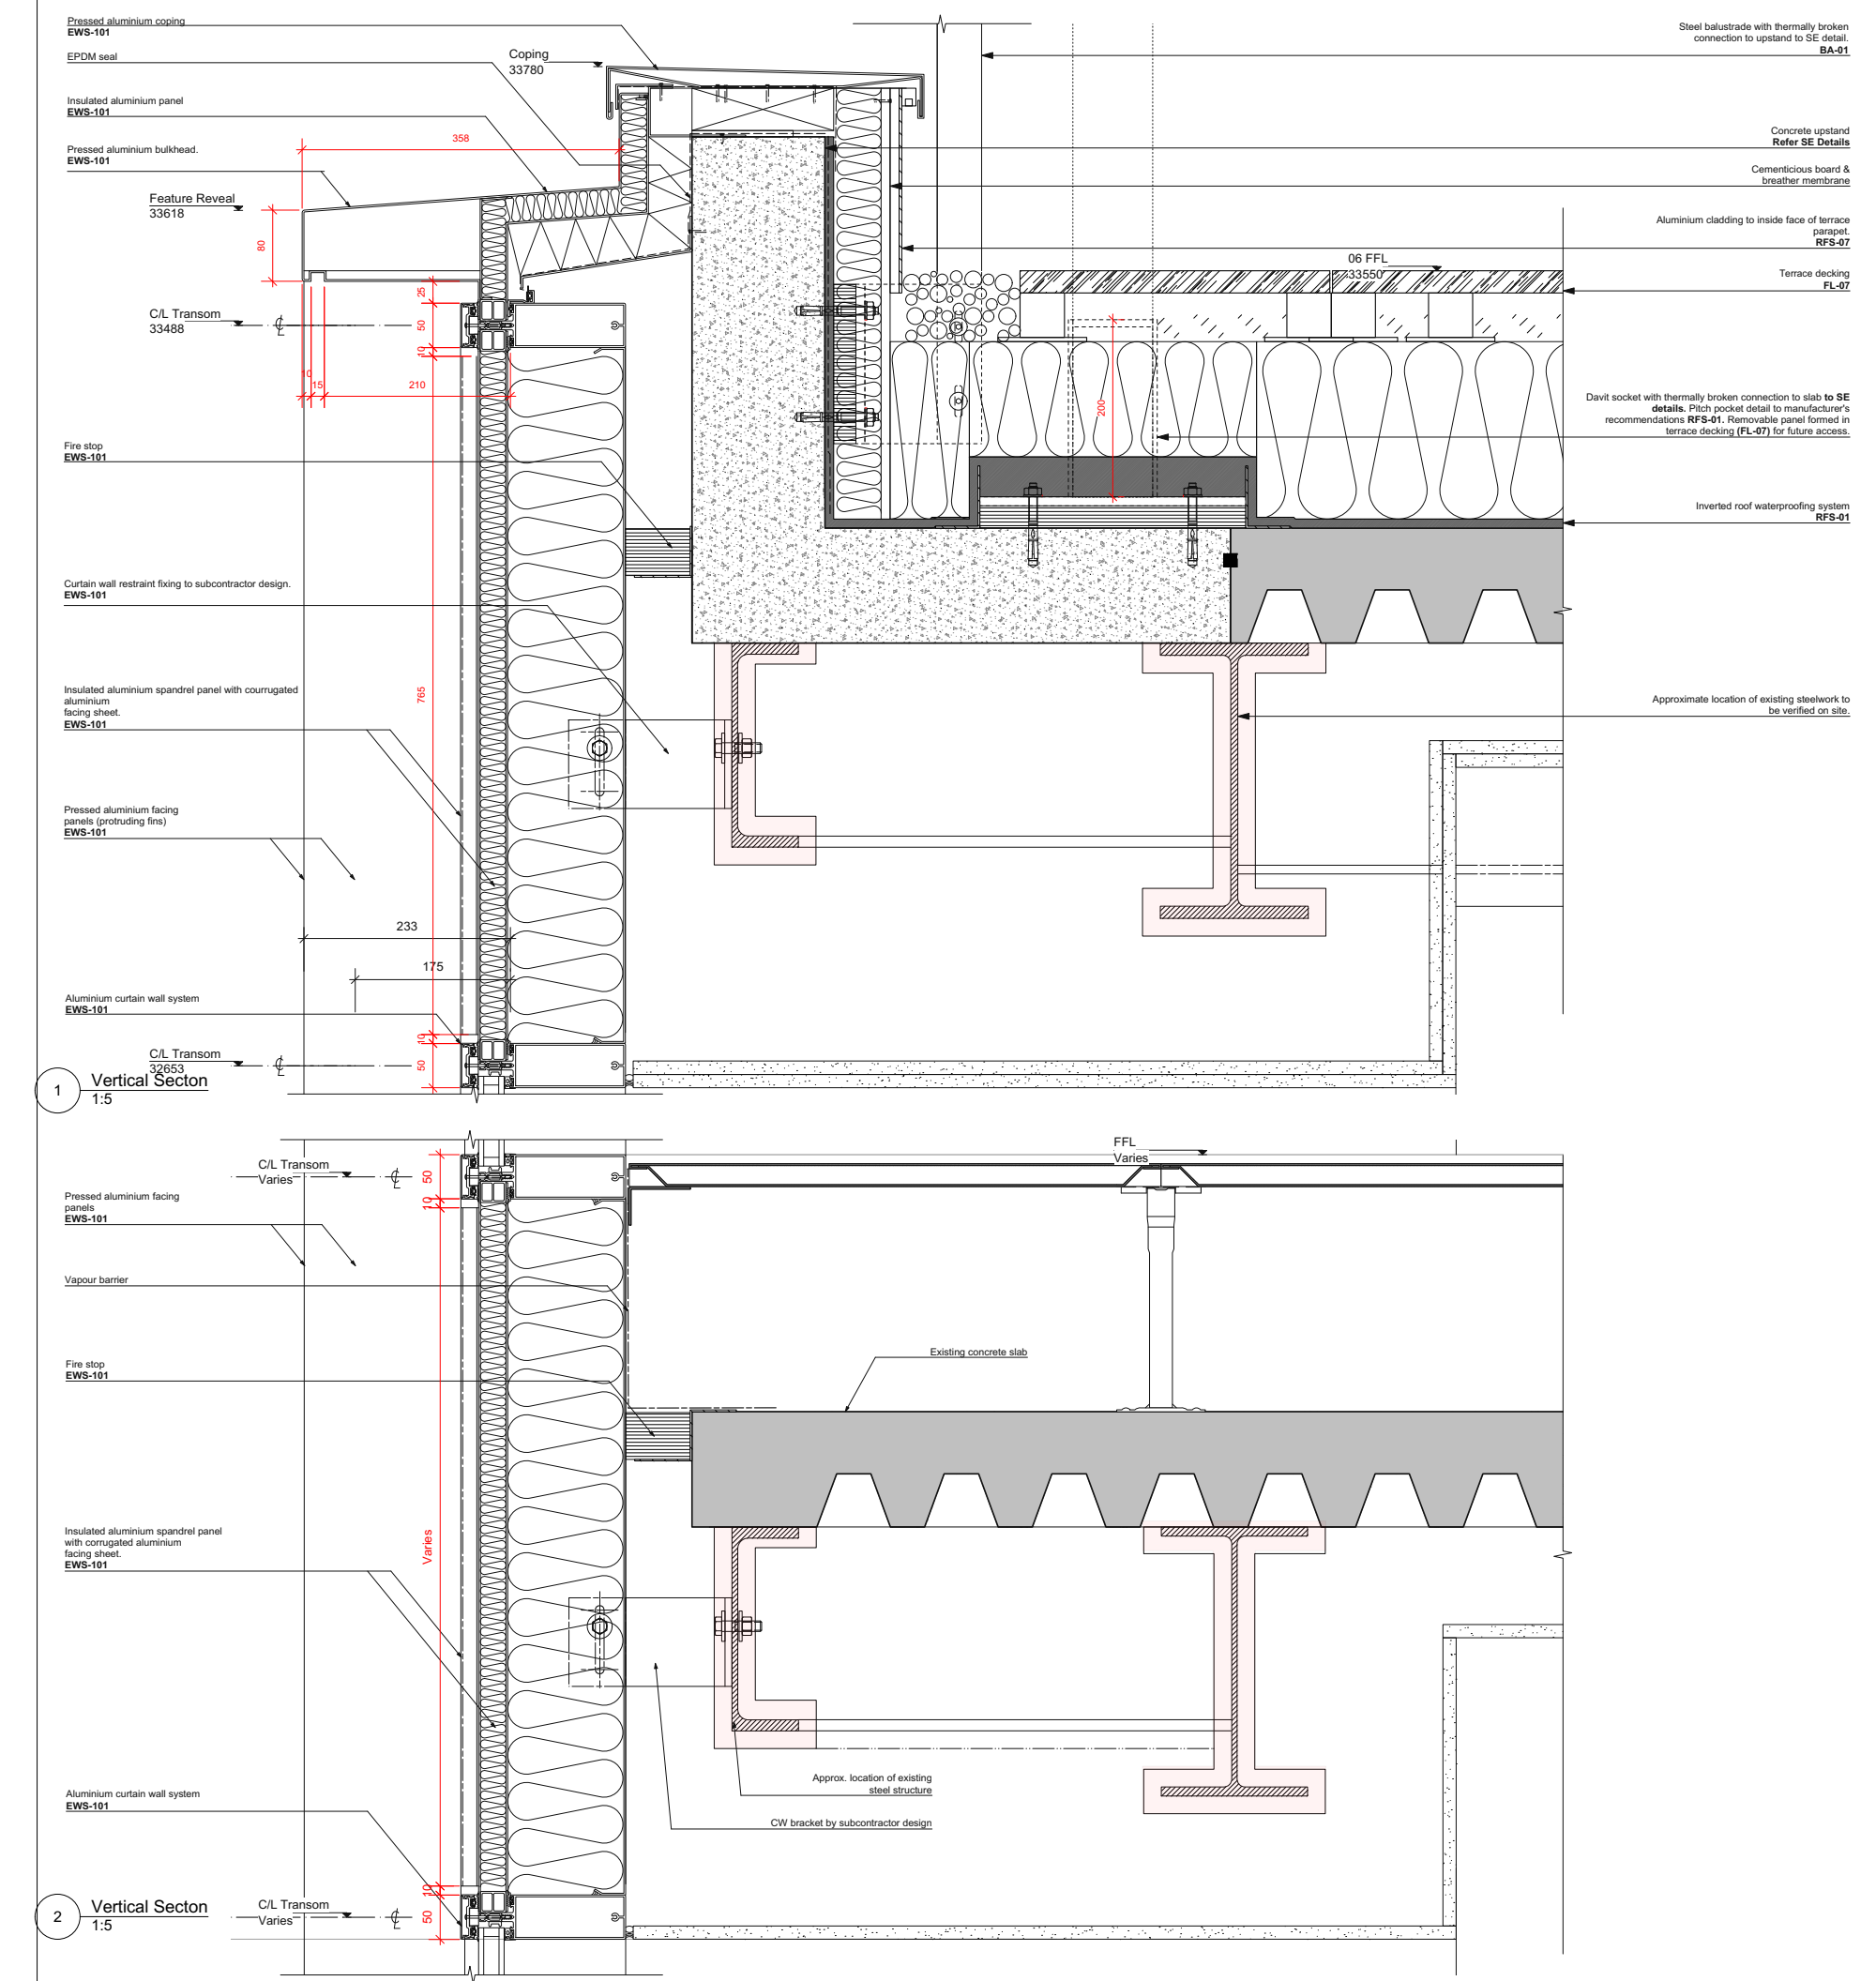 Pressed aluminium coping
EWS-101
EPDM seal
Insulated aluminium panel
EWS-101
Pressed aluminium bulkhead.
EWS-101
Coping
33780
358
Feature Reveal
33618
80
25
C/L Transom
33488
50
10
10
15
210
Fire stop
EWS-101
Curtain wall restraint fixing to subcontractor design.
EWS-101
Insulated aluminium spandrel panel with courrugated
aluminium
facing sheet.
EWS-101
765
Pressed aluminium facing
panels (protruding fins)
EWS-101
233
175
Aluminium curtain wall system
EWS-101
10
C/L Transom
32653
50
1
Vertical Secton
1:5
Steel balustrade with thermally broken
connection to upstand to SE detail.
BA-01
Concrete upstand
Refer SE Details
Cementicious board &
breather membrane
Aluminium cladding to inside face of terrace
parapet.
RFS-07
06 FFL
33550
Terrace decking
FL-07
200
Davit socket with thermally broken connection to slab to SE
details. Pitch pocket detail to manufacturer's
recommendations RFS-01. Removable panel formed in
terrace decking (FL-07) for future access.
Inverted roof waterproofing system
RFS-01
Approximate location of existing steelwork to
be verified on site.
FFL
Varies
C/L Transom
Varies
50
10
Pressed aluminium facing
panels
EWS-101
Vapour barrier
Fire stop
EWS-101
Existing concrete slab
Varies
Insulated aluminium spandrel panel
with corrugated aluminium
facing sheet.
EWS-101
Approx. location of existing
steel structure
CW bracket by subcontractor design
Aluminium curtain wall system
EWS-101
10
50
C/L Transom
Varies
2
Vertical Secton
1:5